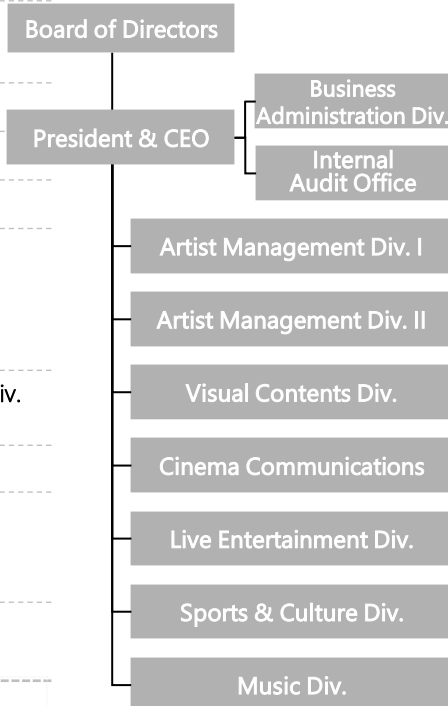 Board of Directors
President & CEO
Business
Administration Div.
Internal
Audit Office
Artist Management Div. I
Artist Management Div. II
Visual Contents Div.
iv.
Cinema Communications
Live Entertainment Div.
Sports & Culture Div.
Music Div.